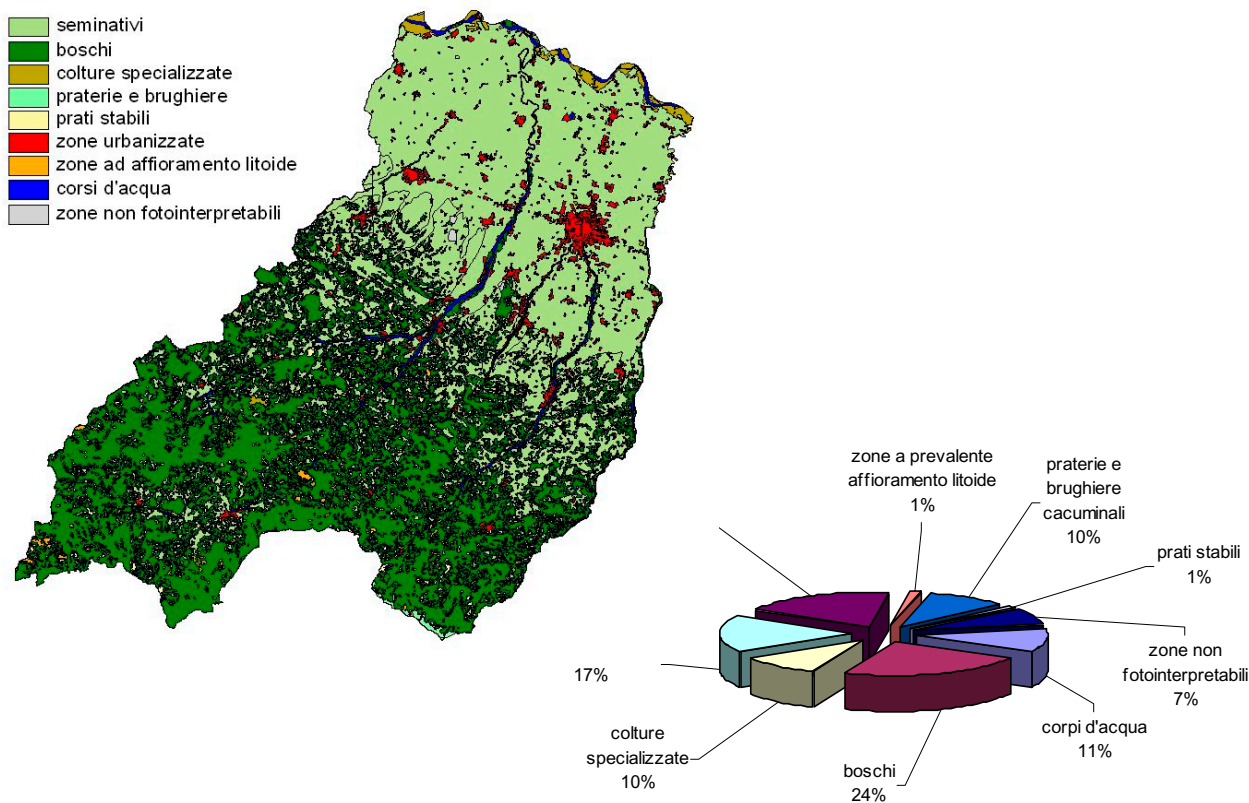 seminativi
boschi
colture specializzate
praterie e brughiere
prati stabili
zone urbanizzate
zone ad affioramento litoide
corsi d'acqua
zone non fotointerpretabili
zone a prevalente
affioramento litoide
1%
praterie e
brughiere
cacuminali
10%
prati stabili
1%
zone non
fotointerpretabili
7%
corpi d'acqua
11%
boschi
24%
colture
specializzate
10%
17%